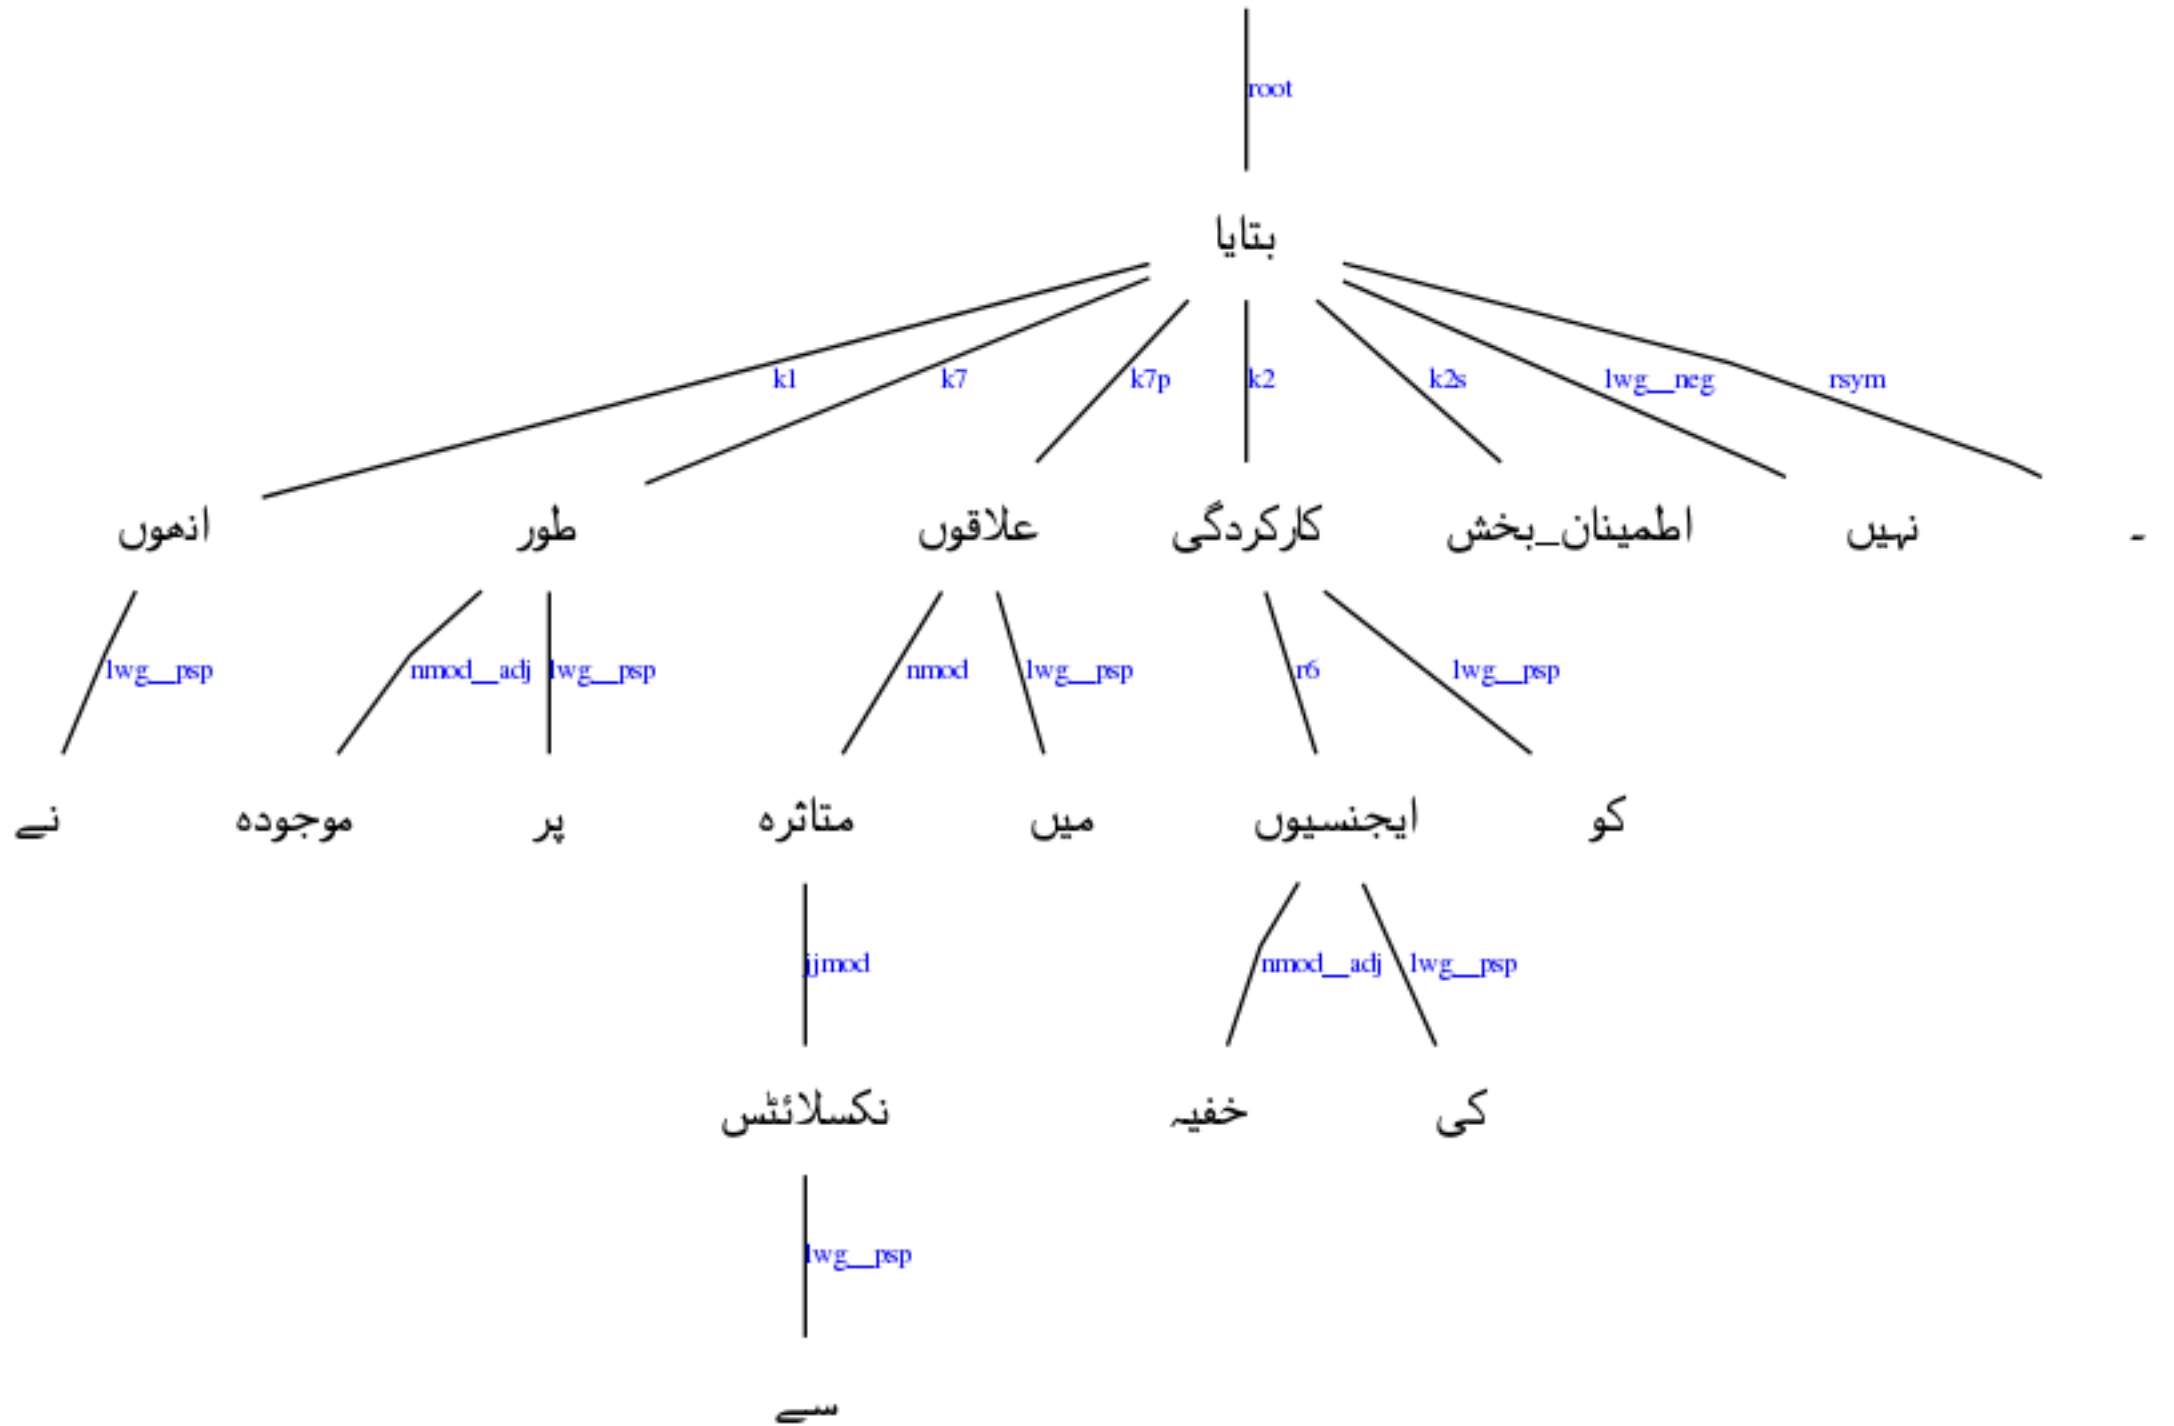 root
بتایا
k1 k7 k7p k2 k2s lwg__neg rsym
انھوں طور علاقوں کارکردگی اطمینان_بخش نہیں ۔
lwg__psp nmod__adj lwg__psp nmod lwg__psp r6 lwg__psp
نے موجودہ پر متاثرہ میں ایجنسیوں کو
jjmod nmod__adj lwg__psp
نکسلائٹس خفیہ کی
lwg__psp
سے